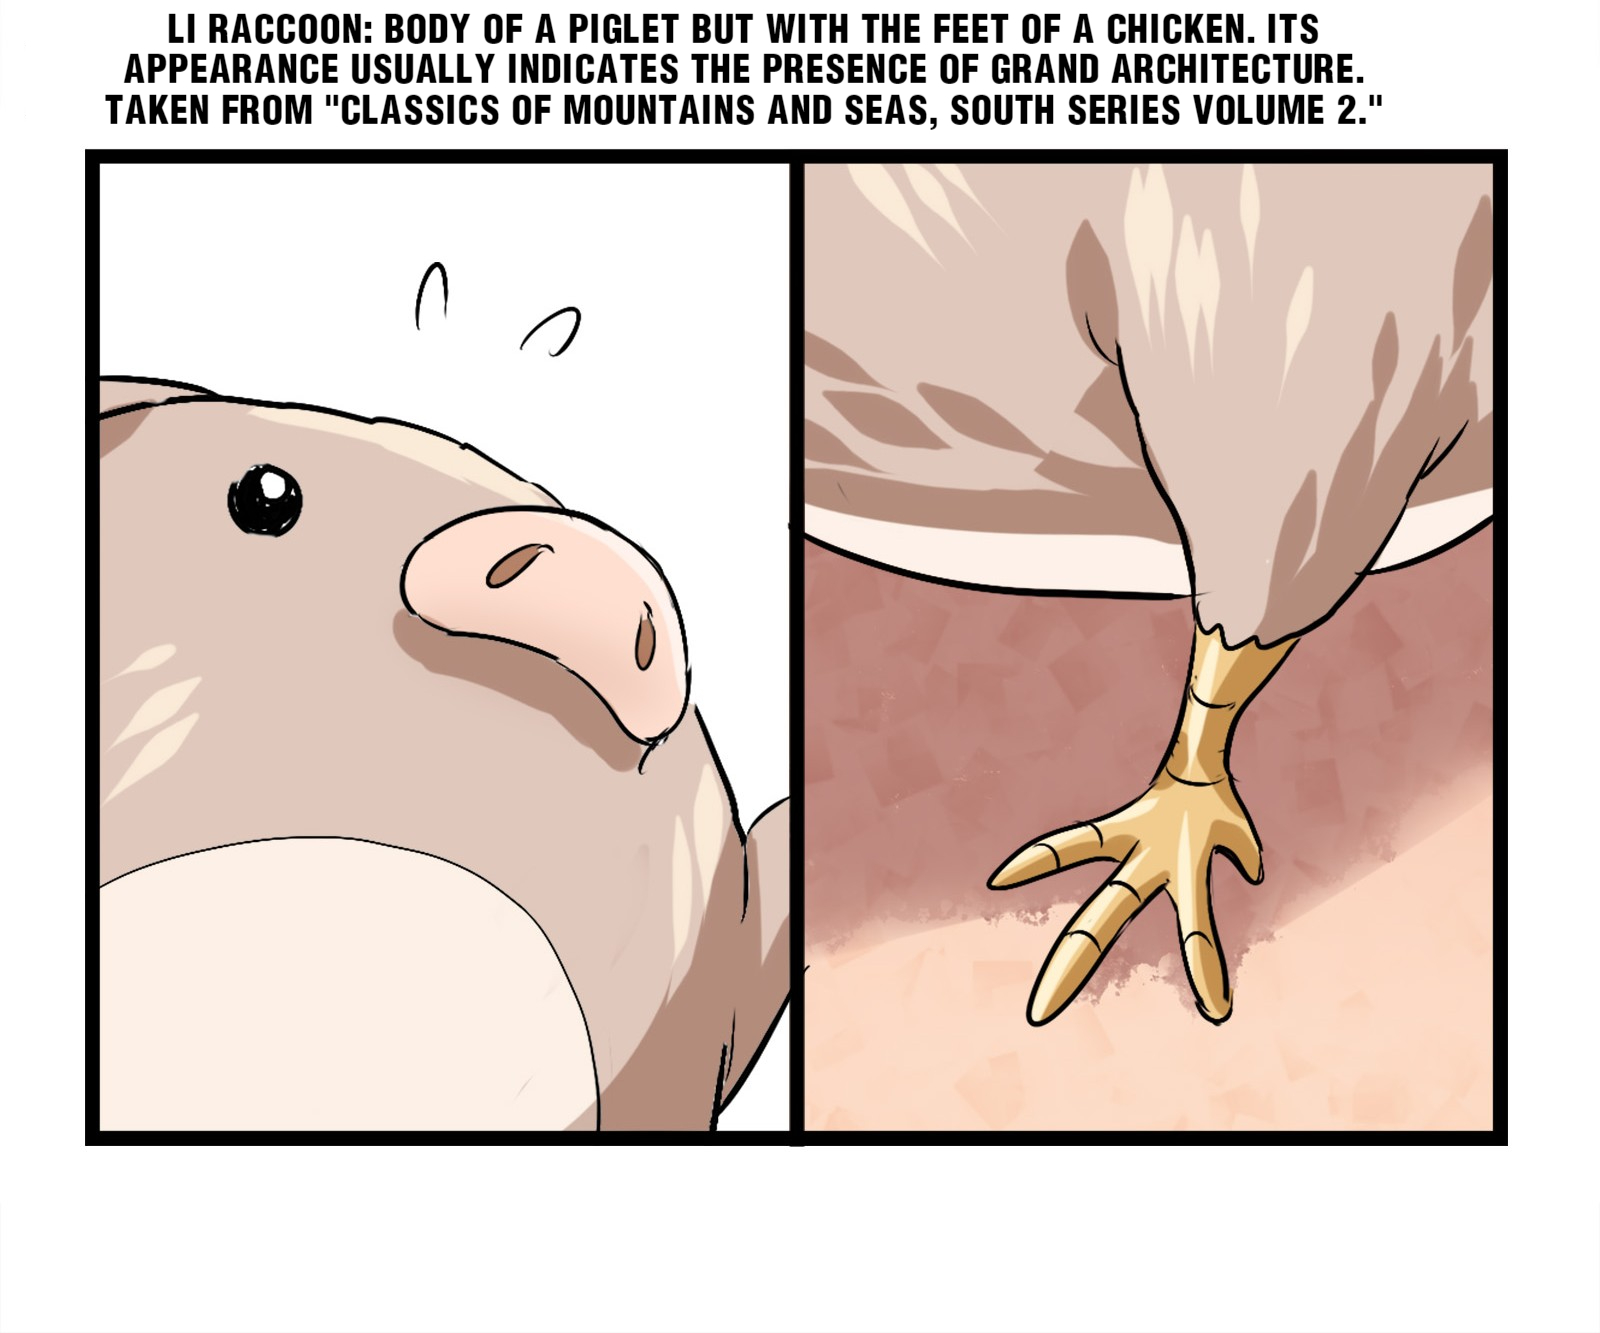 LI RACCOON: BODY OF A PIGLET BUT WITH THE FEET OF A CHICKEN. ITS
APPEARANCE USUALLY INDICATES THE PRESENCE OF GRAND ARCHITECTURE.
TAKEN FROM "CLASSICS OF MOUNTAINS AND SEAS, SOUTH SERIES VOLUME 2."